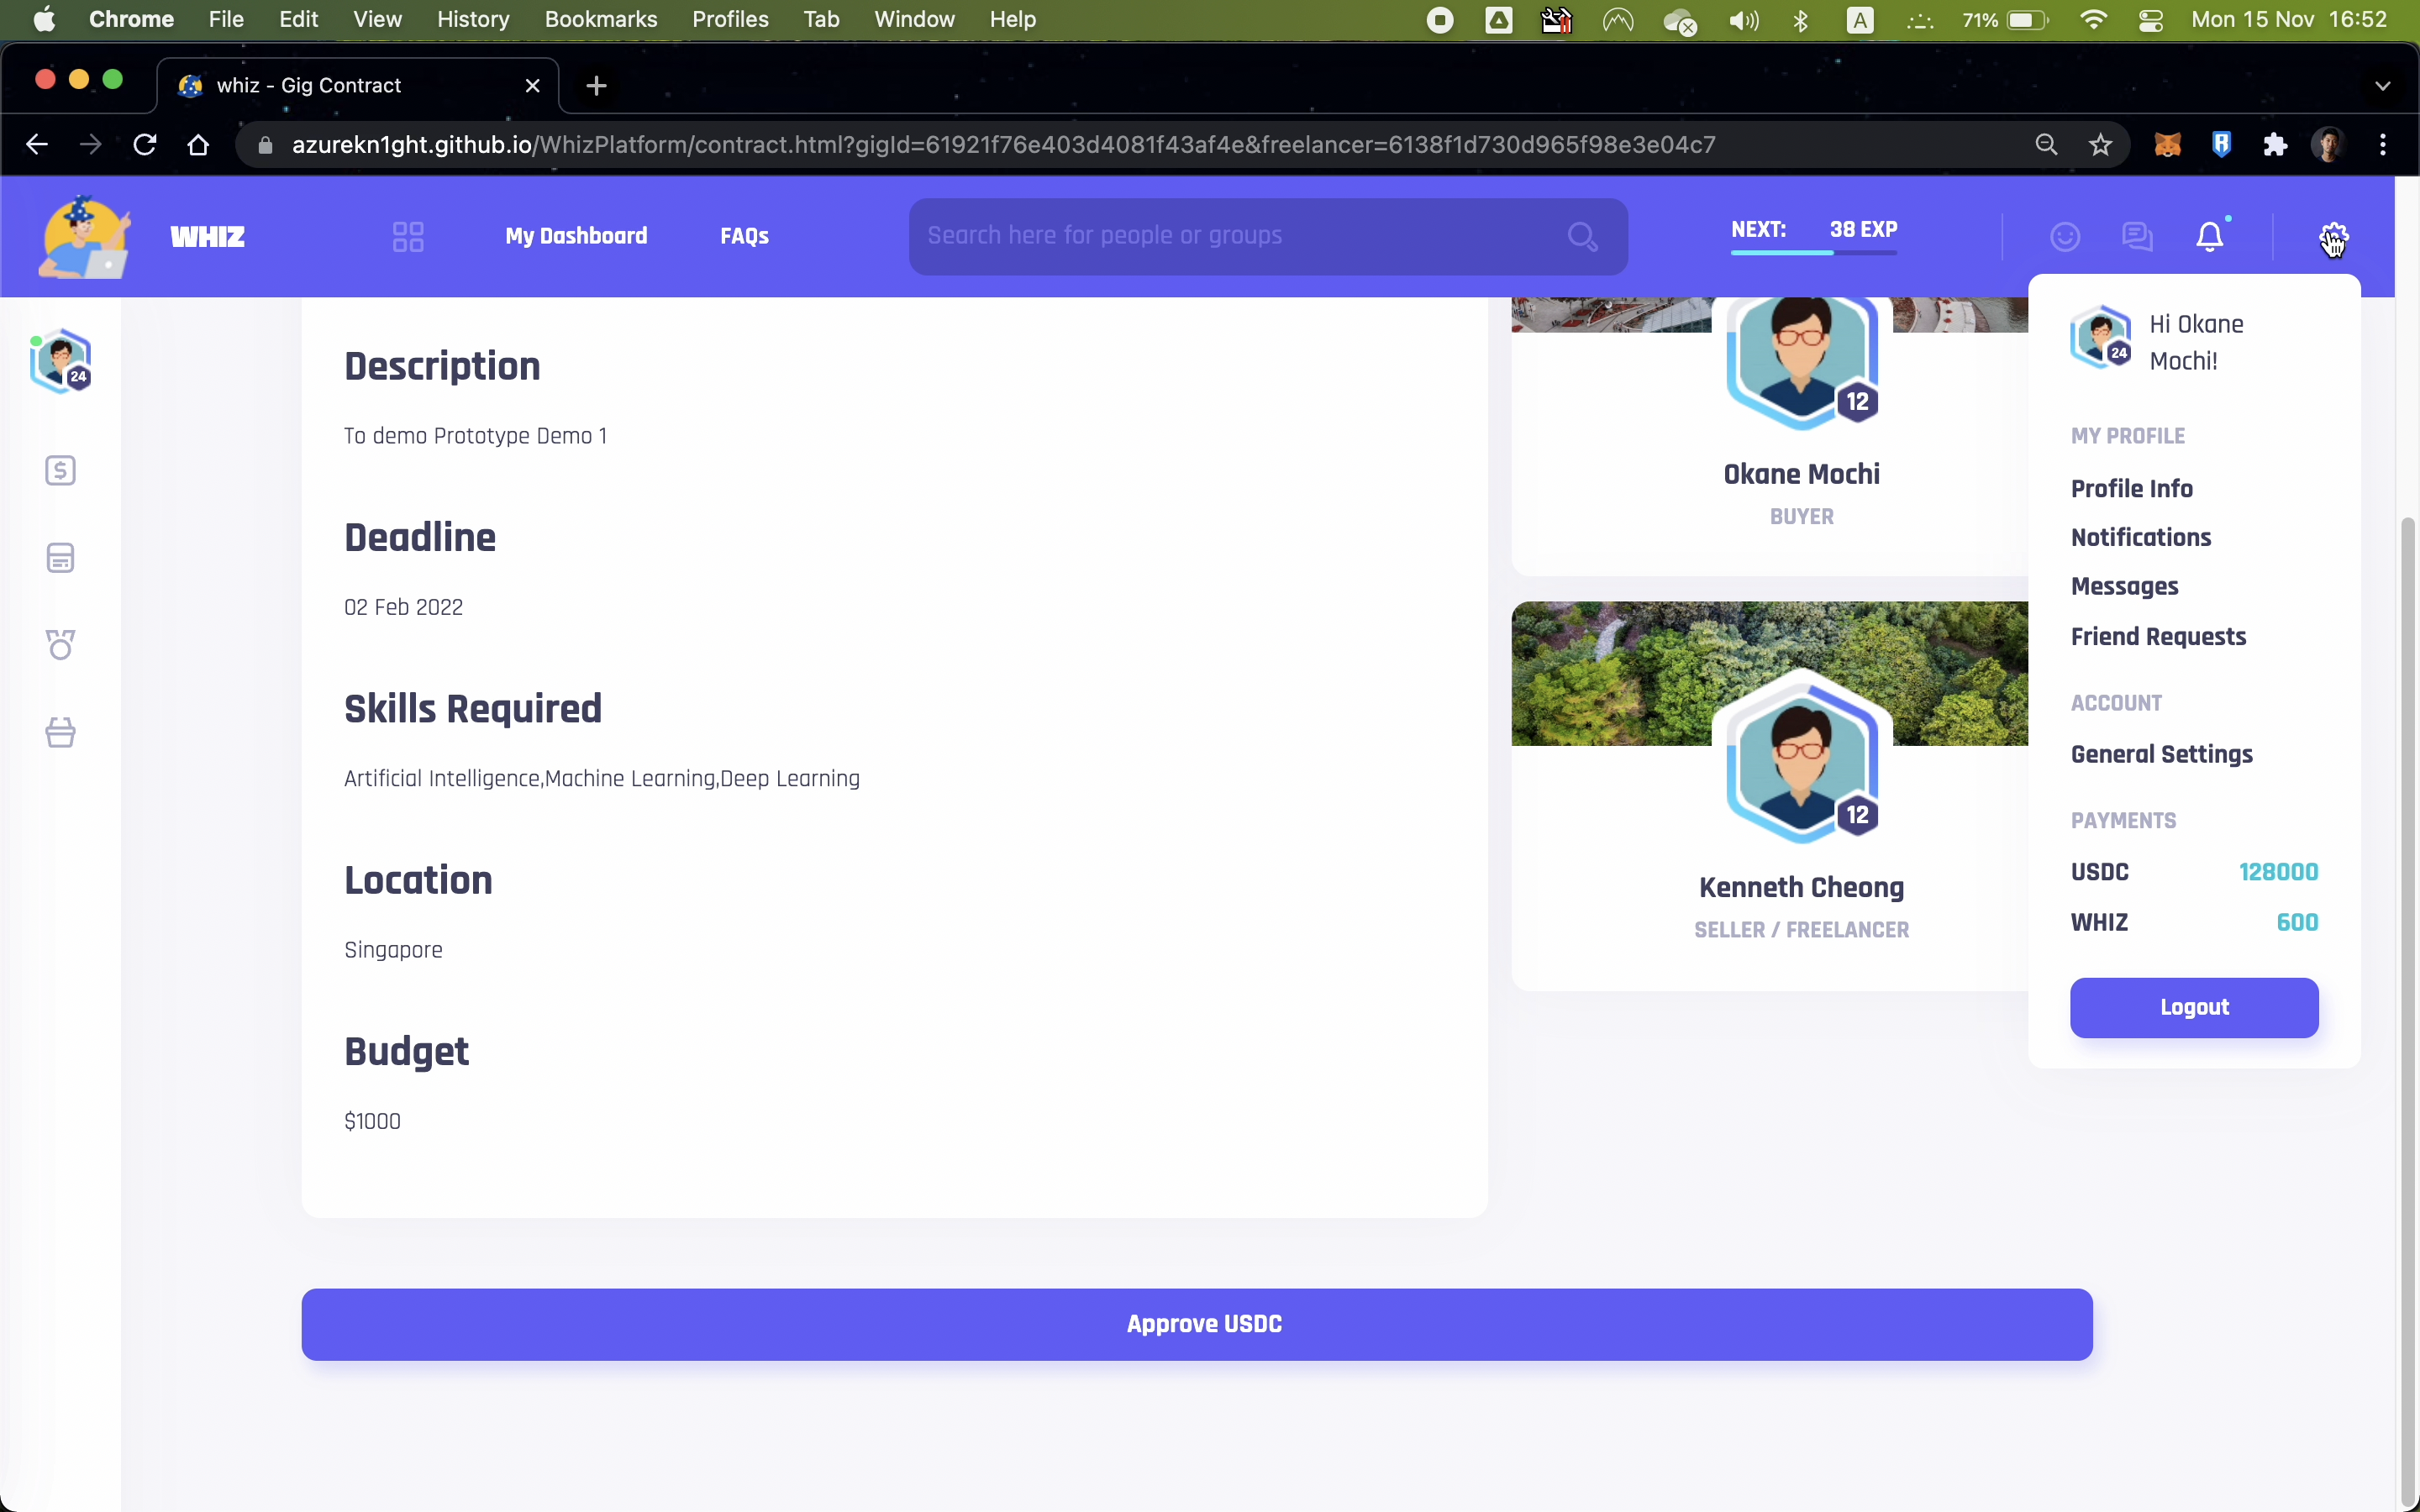 Chrome File Edit View History Bookmarks Profiles Tab Window Help A 71% Mon 15 Nov 16:52
whiz - Gig Contract
azurekn1ght.github.io/WhizPlatform/contract.html?gigId=61921f76e403d4081f43af4e&freelancer=6138f1d730d965f98e3e04c7
WHIZ My Dashboard FAQs Search here for people or groups NEXT: 38 EXP
24
Description
To demo Prototype Demo 1
Deadline
02 Feb 2022
Skills Required
Artificial Intelligence,Machine Learning,Deep Learning
Location
Singapore
Budget
$1000
12
Okane Mochi
BUYER
12
Kenneth Cheong
SELLER / FREELANCER
24
Hi Okane
Mochi!
MY PROFILE
Profile Info
Notifications
Messages
Friend Requests
ACCOUNT
General Settings
PAYMENTS
USDC 128000
WHIZ 600
Logout
Approve USDC